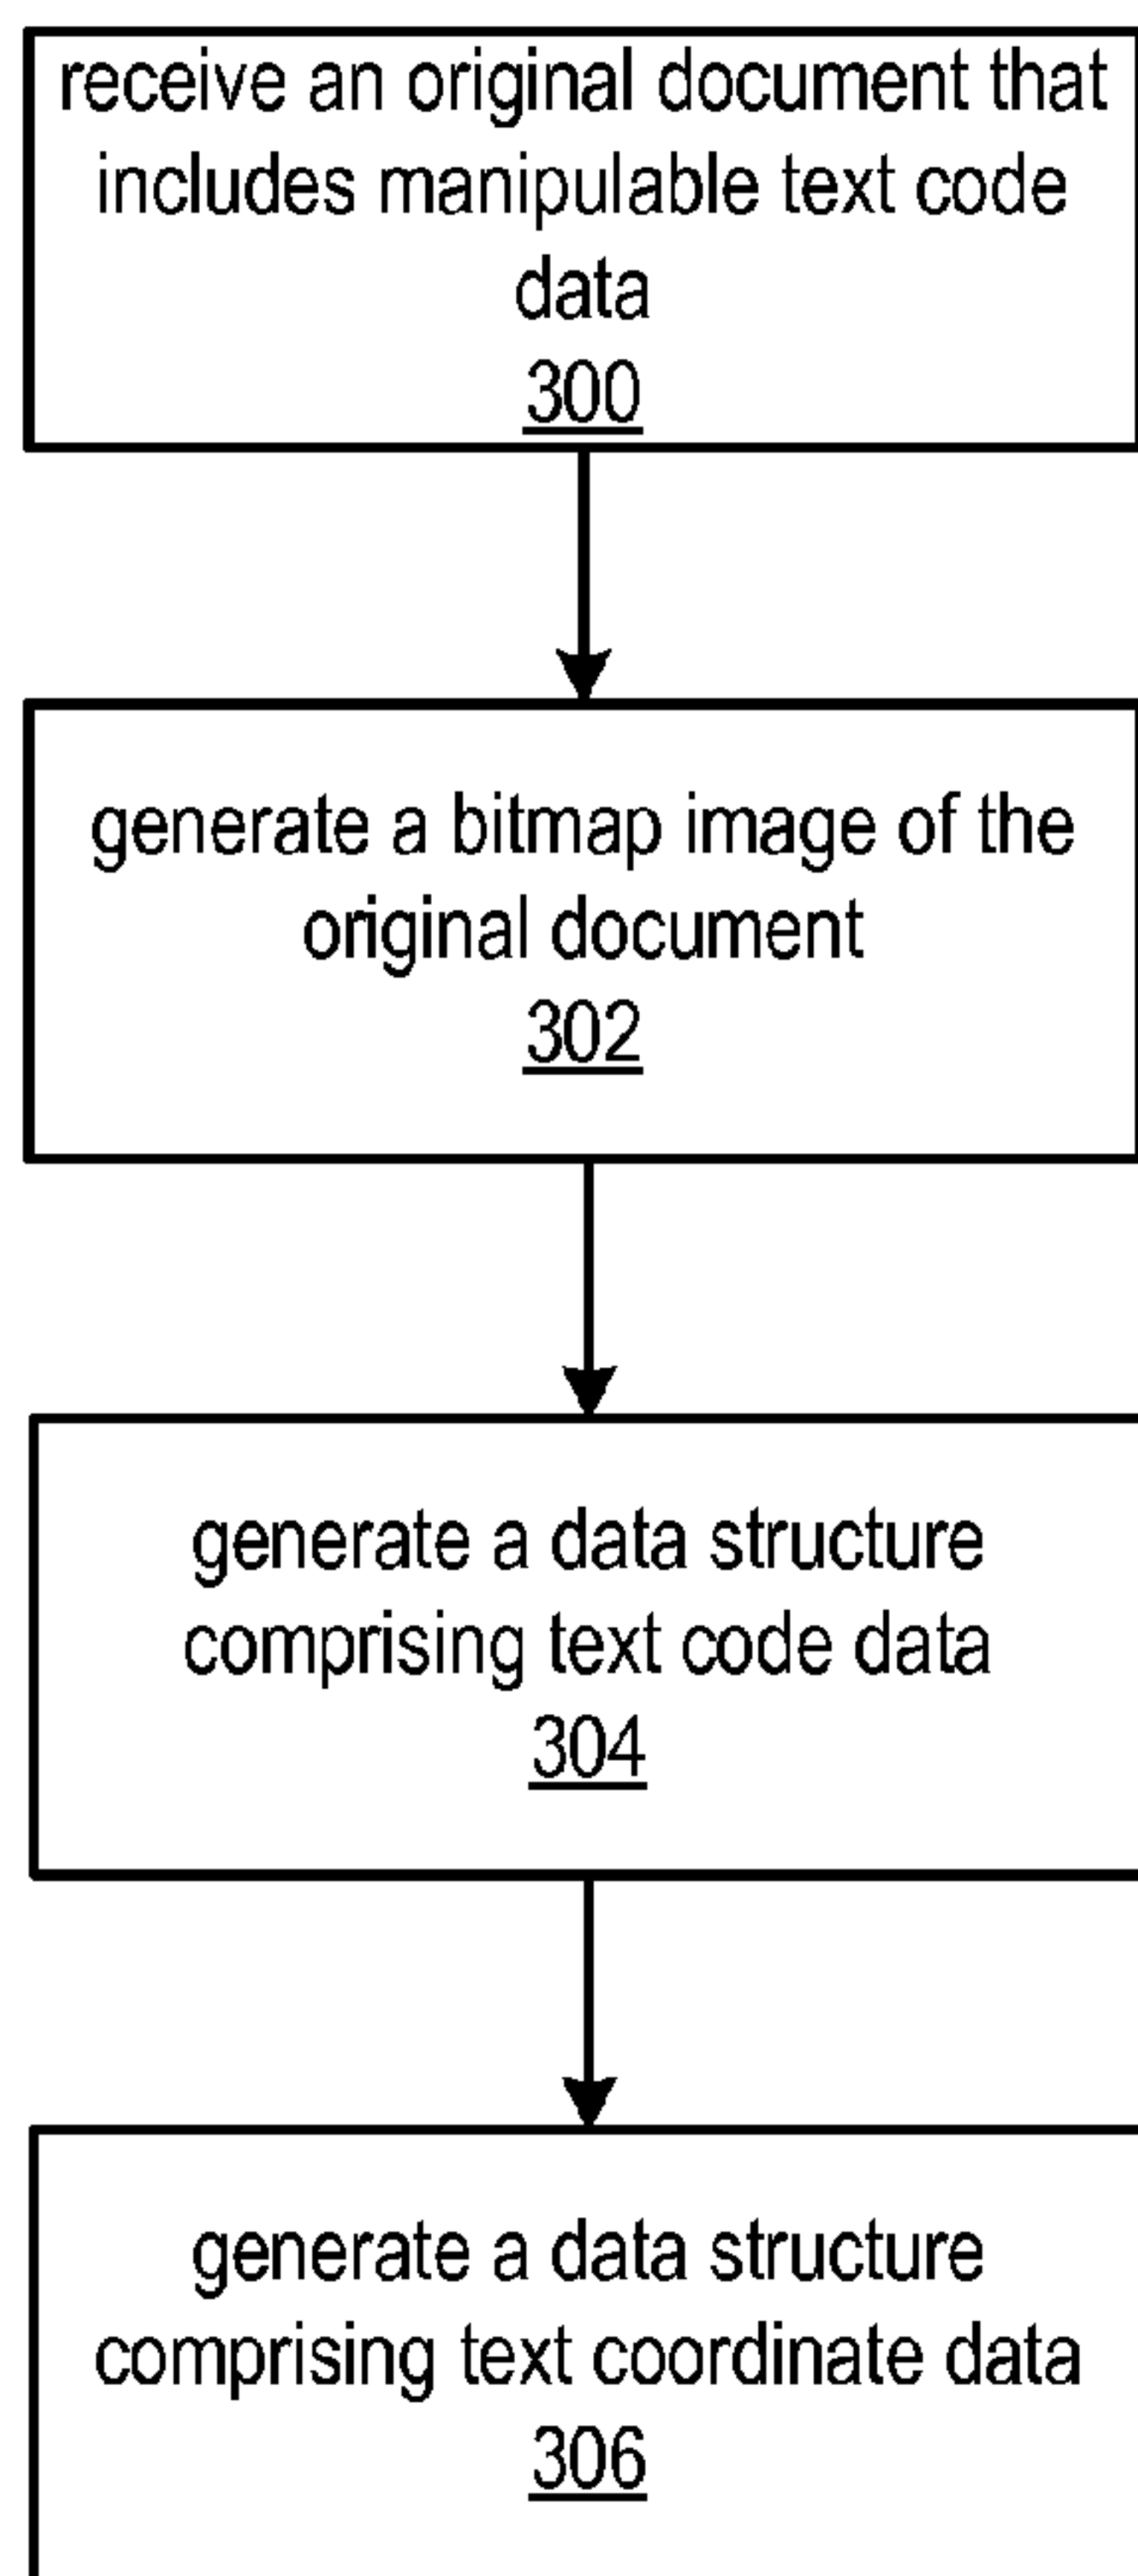 receive an original document that
includes manipulable text code
data
300
generate a bitmap image of the
original document
302
generate a data structure
comprising text code data
304
generate a data structure
comprising text coordinate data
306